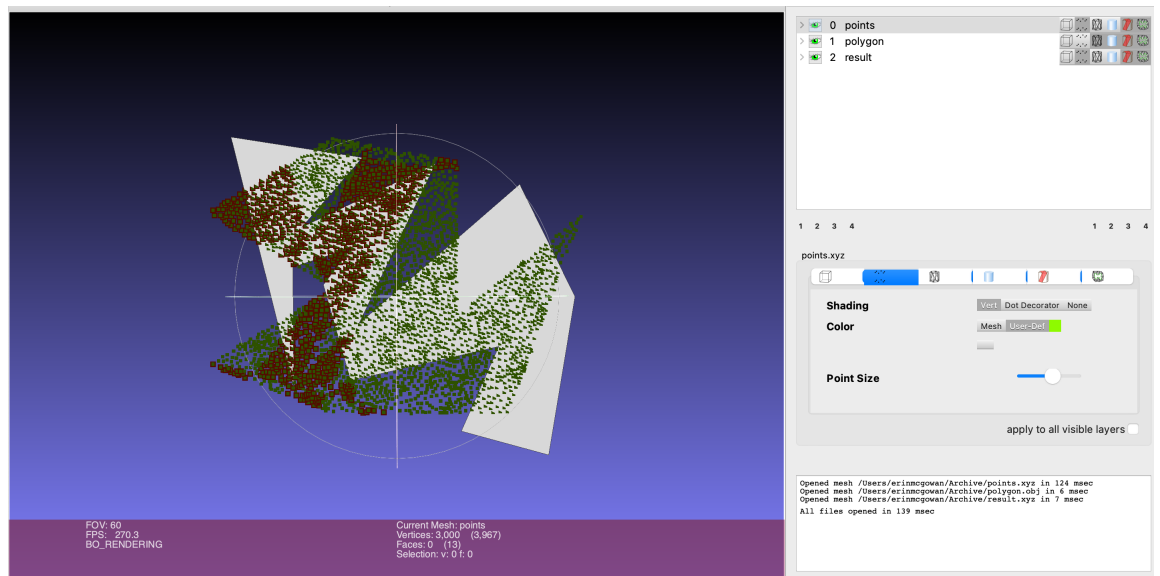 0 points
1 polygon
2 result
1 2 3 4 1 2 3 4
points.xyz
Shading Vert Dot Decorator None
Color Mesh User-Def
Point Size
apply to all visible layers
Opened mesh /Users/erinmcgowan/Archive/points.xyz in 124 msec
Opened mesh /Users/erinmcgowan/Archive/polygon.obj in 6 msec
Opened mesh /Users/erinmcgowan/Archive/result.xyz in 7 msec
All files opened in 139 msec
FOV: 60
FPS: 270.3
BO_RENDERING
Current Mesh: points
Vertices: 3,000 (3,967)
Faces: 0 (13)
Selection: v: 0 f: 0